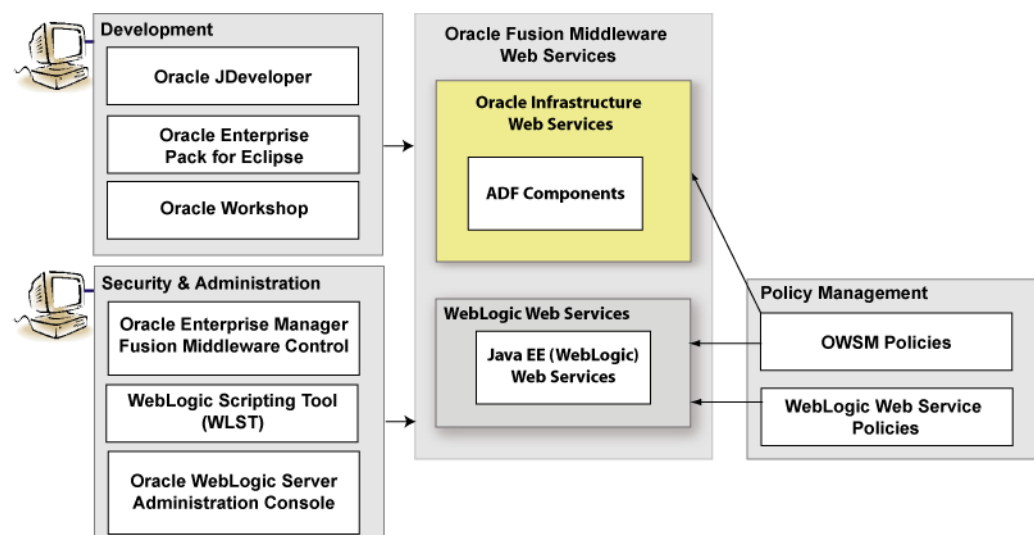 Development
Oracle JDeveloper
Oracle Enterprise
Pack for Eclipse
Oracle Workshop
Security & Administration
Oracle Enterprise Manager
Fusion Middleware Control
WebLogic Scripting Tool
(WLST)
Oracle WebLogic Server
Administration Console
Oracle Fusion Middleware
Web Services
Oracle Infrastructure
Web Services
ADF Components
WebLogic Web Services
Java EE (WebLogic)
Web Services
Policy Management
OWSM Policies
WebLogic Web Service
Policies